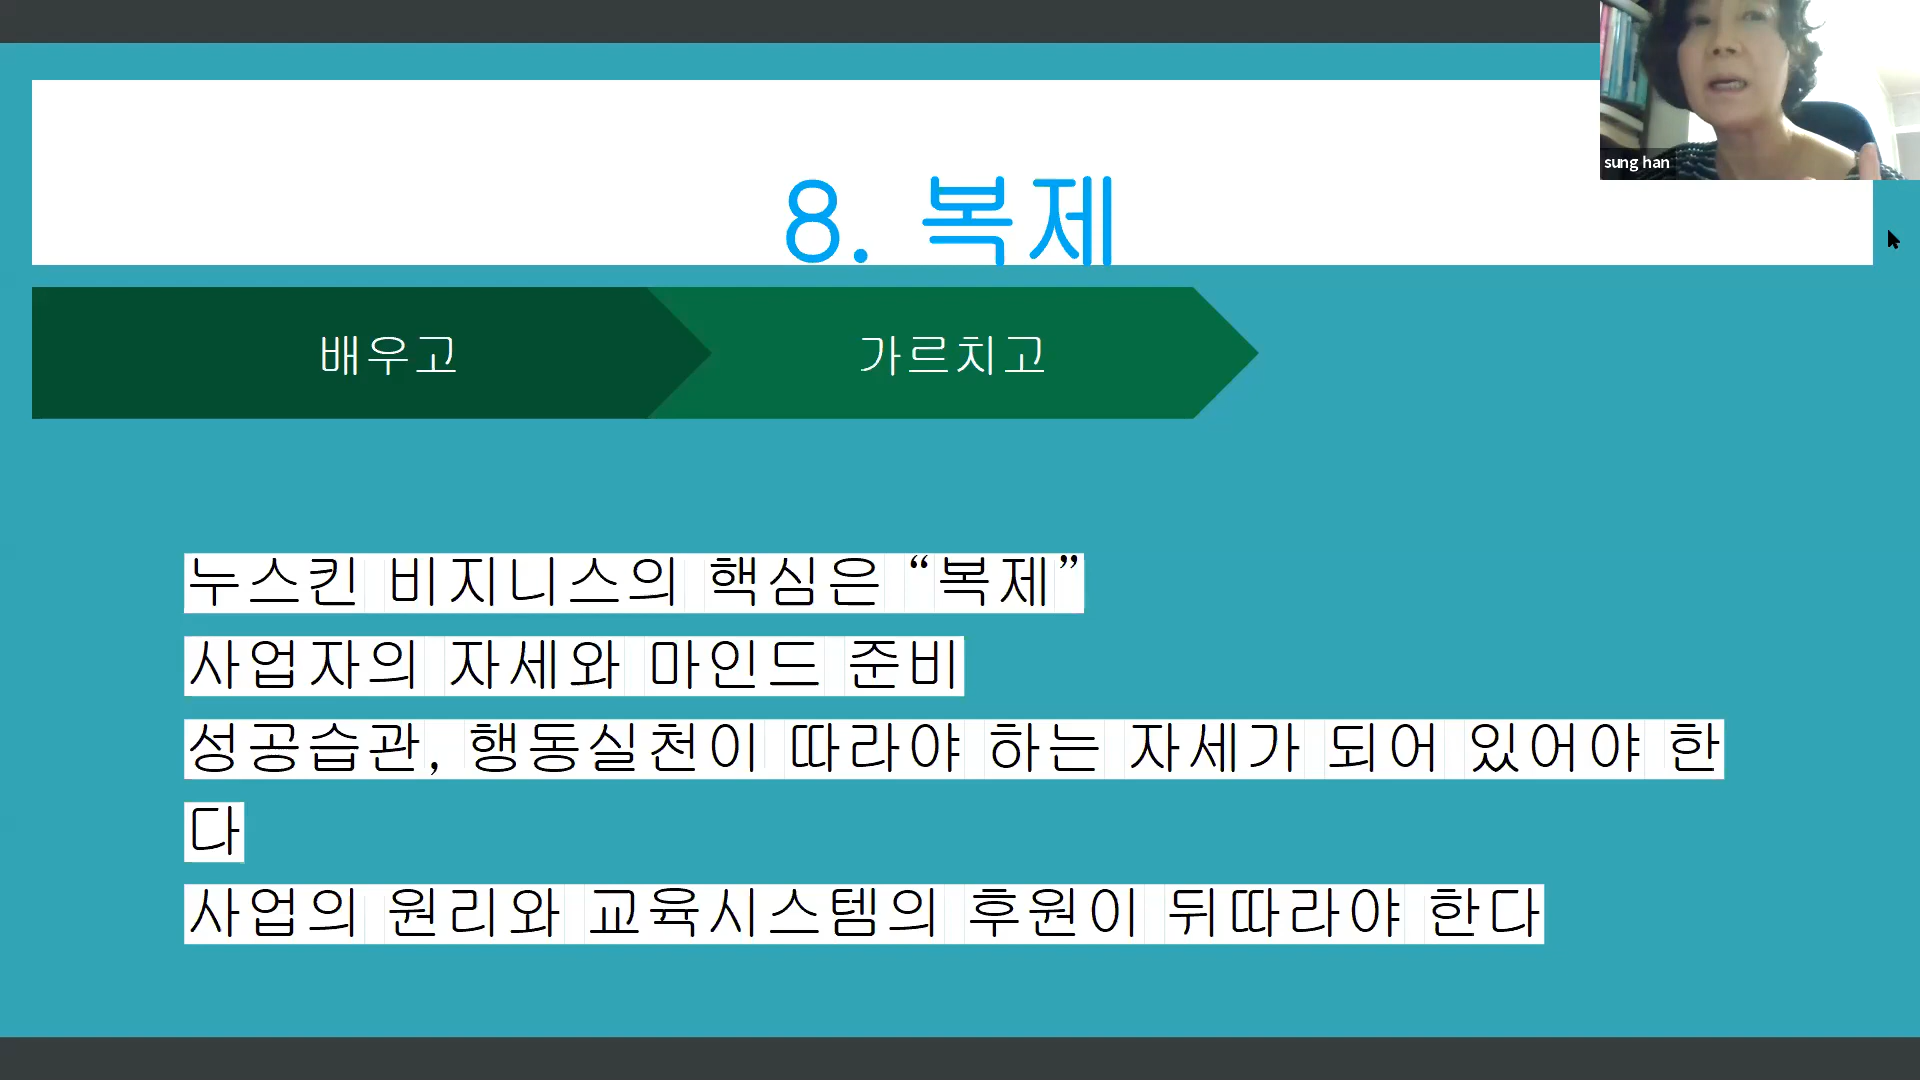 sung han
8. 복제
배우고
가르치고
누스킨 비지니스의 핵심은 “복제”
사업자의 자세와 마인드 준비
성공습관, 행동실천이 따라야 하는 자세가 되어 있어야 한
다
사업의 원리와 교육시스템의 후원이 뒤따라야 한다